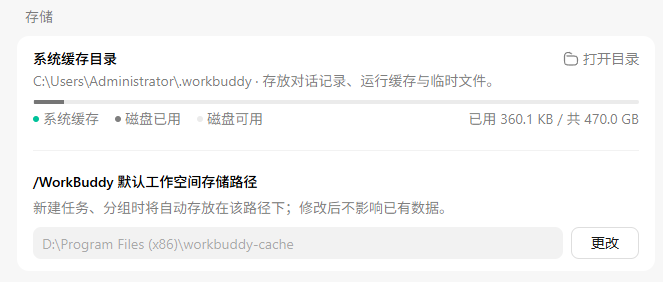 存储
系统缓存目录
打开目录
C:\Users\Administrator\.workbuddy · 存放对话记录、运行缓存与临时文件。
系统缓存 磁盘已用 磁盘可用 已用 360.1 KB / 共 470.0 GB
/WorkBuddy 默认工作空间存储路径
新建任务、分组时将自动存放在该路径下；修改后不影响已有数据。
D:\Program Files (x86)\workbuddy-cache
更改